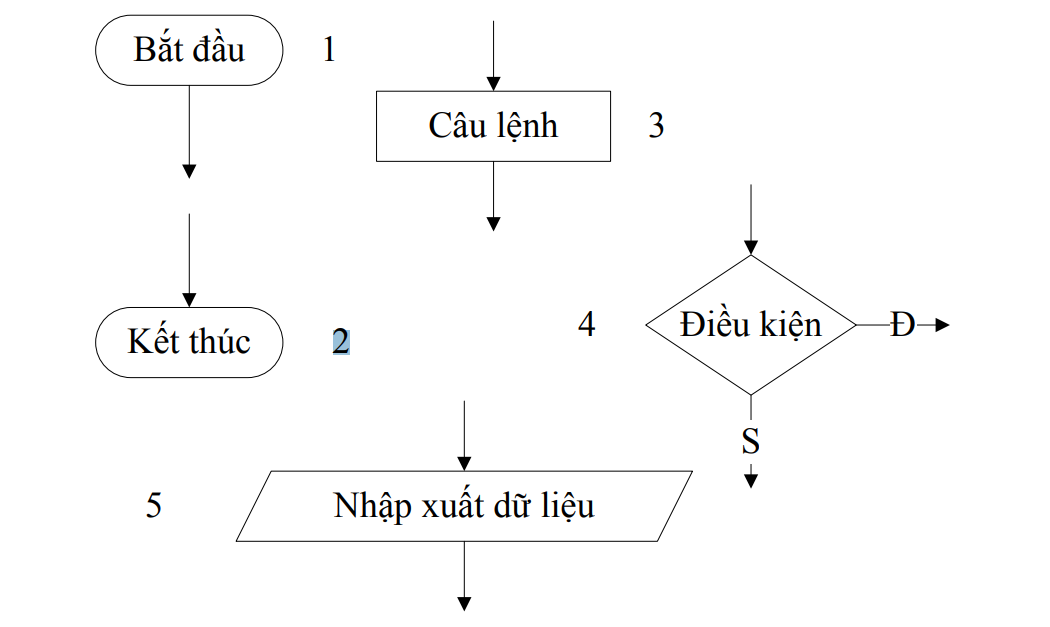 Bắt đầu 1
Câu lệnh 3
Kết thúc 2
4 Điều kiện Đ
S
5 Nhập xuất dữ liệu